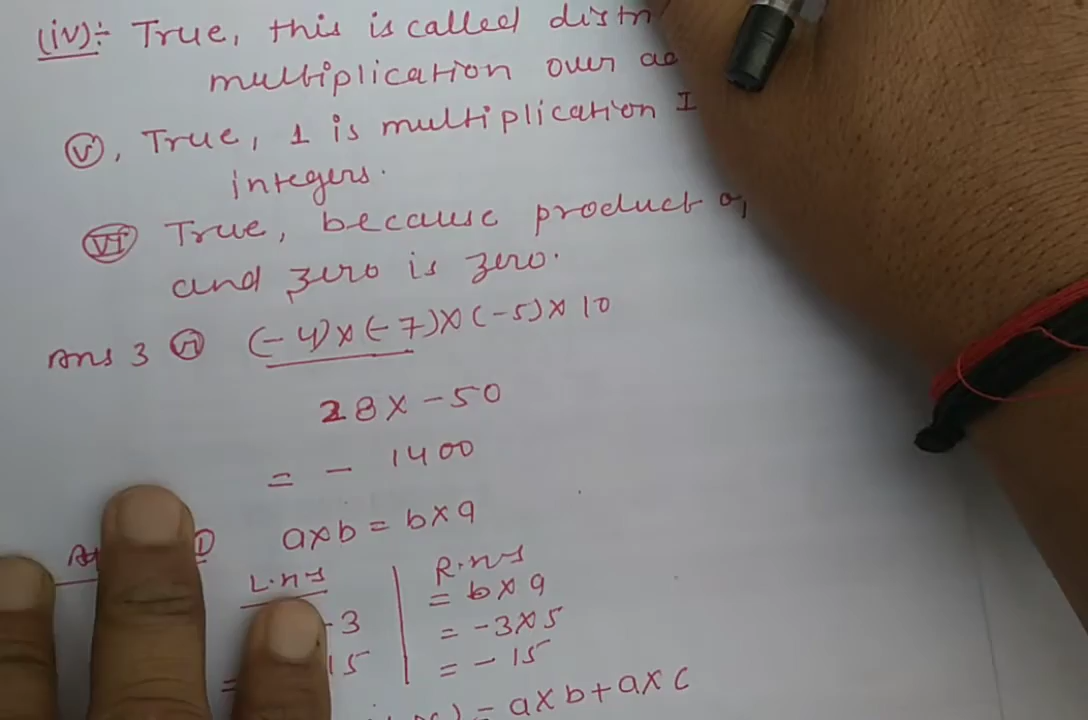 (iv):- True, this is called
multiplication over
(v), True, 1 is multiplication I
integers.
(vi) True, because product
and zero is zero.
Ans 3 (-4)×(-7)×(-5)×10
28×-50
= - 1400
a×b = b×a
L.H.S R.H.S
= b×a
-3 = -3×5
= 15 = -15
= a×b+a×c